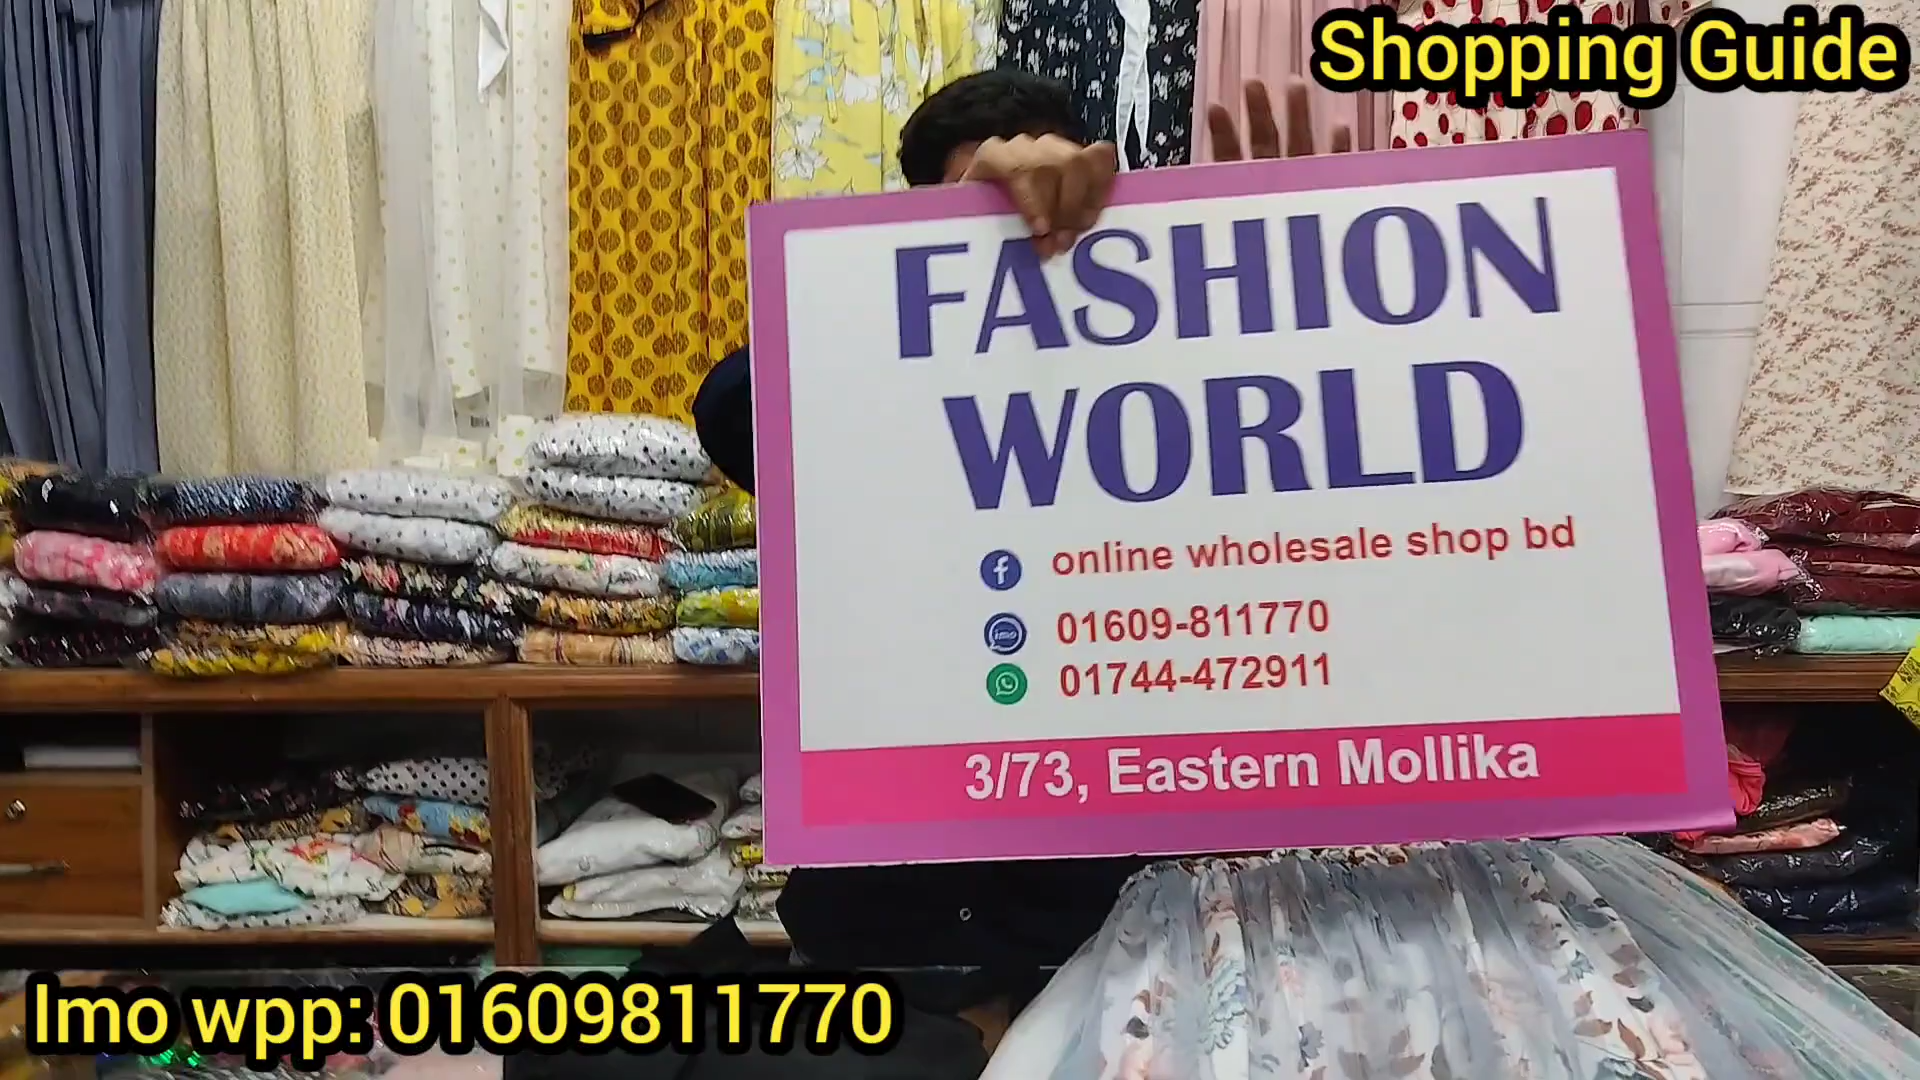 Shopping Guide
FASHION
WORLD
online wholesale shop bd
imo
01609-811770
01744-472911
3/73, Eastern Mollika
Imo wpp: 01609811770